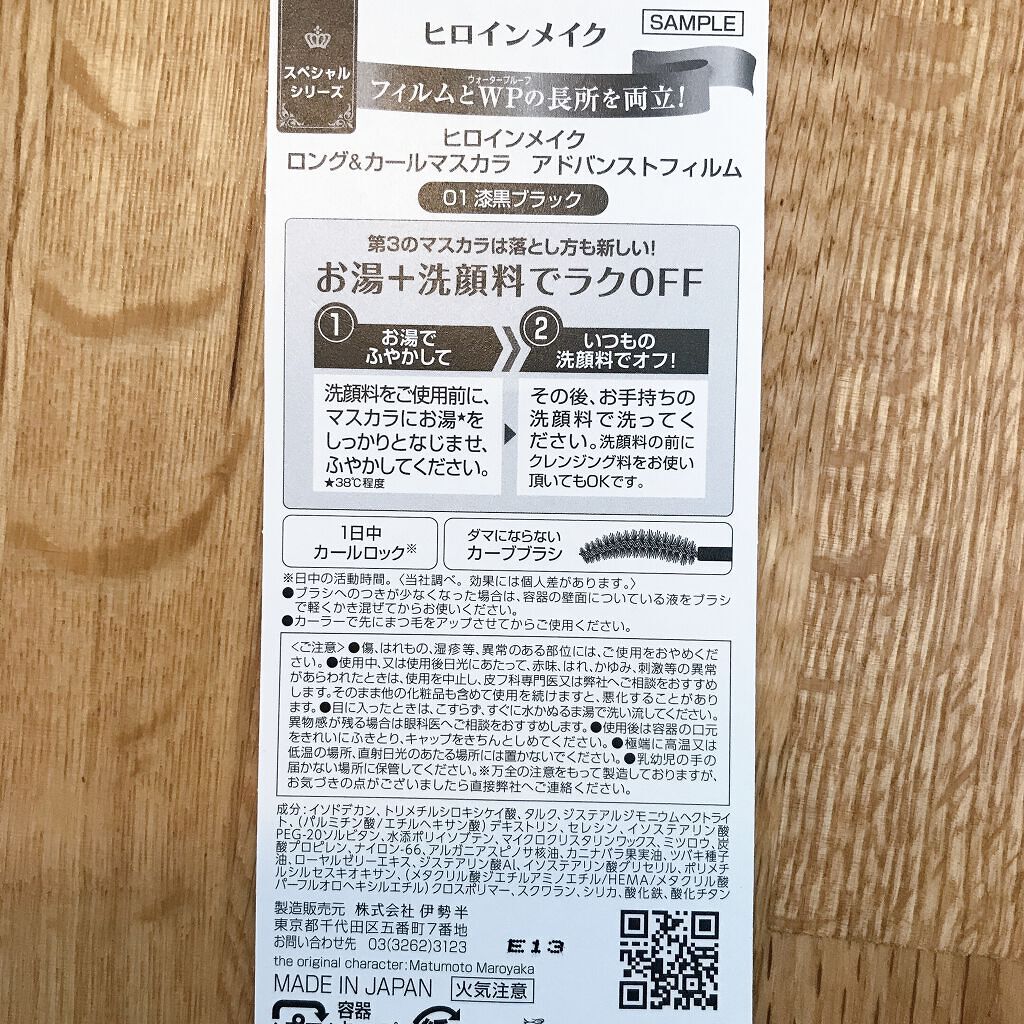 SAMPLE
ヒロインメイク
スペシャル
シリーズ
ウォータープルーフ
フィルムとWPの長所を両立!
ヒロインメイク
ロング&カールマスカラ アドバンストフィルム
01 漆黒ブラック
第3のマスカラは落とし方も新しい!
お湯+洗顔料でラクOFF
1 お湯で
ふやかして
洗顔料をご使用前に、
マスカラにお湯★を
しっかりとなじませ、
ふやかしてください。
★38℃程度
2 いつもの
洗顔料でオフ!
その後、お手持ちの
洗顔料で洗ってく
ださい。洗顔料の前に
クレンジング料をお使い
頂いてもOKです。
1日中
カールロック※
ダマにならない
カーブブラシ
※日中の活動時間。〈当社調べ。効果には個人差があります。〉
●ブラシへのつきが少なくなった場合は、容器の壁面についている液をブラシ
で軽くかき混ぜてからお使いください。
●カーラーで先にまつ毛をアップさせてからご使用ください。
〈ご注意〉●傷、はれもの、湿疹等、異常のある部位には、ご使用をおやめくだ
さい。●使用中、又は使用後日光にあたって、赤味、はれ、かゆみ、刺激等の異常
があらわれたときは、使用を中止し、皮フ科専門医又は弊社へご相談をおすすめ
します。そのまま他の化粧品も含めて使用を続けますと、悪化することがあり
ます。●目に入ったときは、こすらず、すぐに水かぬるま湯で洗い流してください。
異物感が残る場合は眼科医へご相談をおすすめします。●使用後は容器の口元
をきれいにふきとり、キャップをきちんとしめてください。●極端に高温又は
低温の場所、直射日光のあたる場所には置かないでください。●乳幼児の手の
届かない場所に保管してください。※万全の注意をもって製造しておりますが、
お気づきの点がございましたら直接弊社へご連絡ください。
成分:イソドデカン、トリメチルシロキシケイ酸、タルク、ジステアルジモニウムヘクトライ
ト、(パルミチン酸/エチルヘキサン酸)デキストリン、セレシン、イソステアリン酸
PEG-20ソルビタン、水添ポリイソブテン、マイクロクリスタリンワックス、ミツロウ、炭
酸プロピレン、ナイロン-66、アルガニアスピノサ核油、カニナバラ果実油、ツバキ種子
油、ローヤルゼリーエキス、ジステアリン酸Al、イソステアリン酸グリセリル、ポリメチ
ルシルセスキオキサン、(メタクリル酸ジエチルアミノエチル/HEMA/メタクリル酸
パーフルオロヘキシルエチル)クロスポリマー、スクワラン、シリカ、酸化鉄、酸化チタン
製造販売元 株式会社 伊勢半
東京都千代田区五番町7番地
お問い合わせ先 03(3262)3123
E13
the original character:Matumoto Maroyaka
MADE IN JAPAN 火気注意
容器